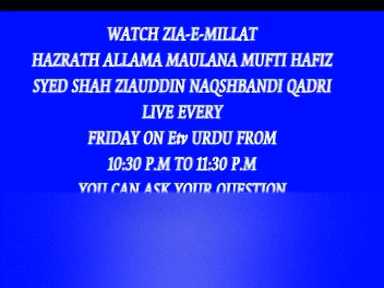 WATCH ZIA-E-MILLAT
HAZRATH ALLAMA MAULANA MUFTI HAFIZ
SYED SHAH ZIAUDDIN NAQSHBANDI QADRI
LIVE EVERY
FRIDAY ON Etv URDU FROM
10:30 P.M TO 11:30 P.M
YOU CAN ASK YOUR QUESTION